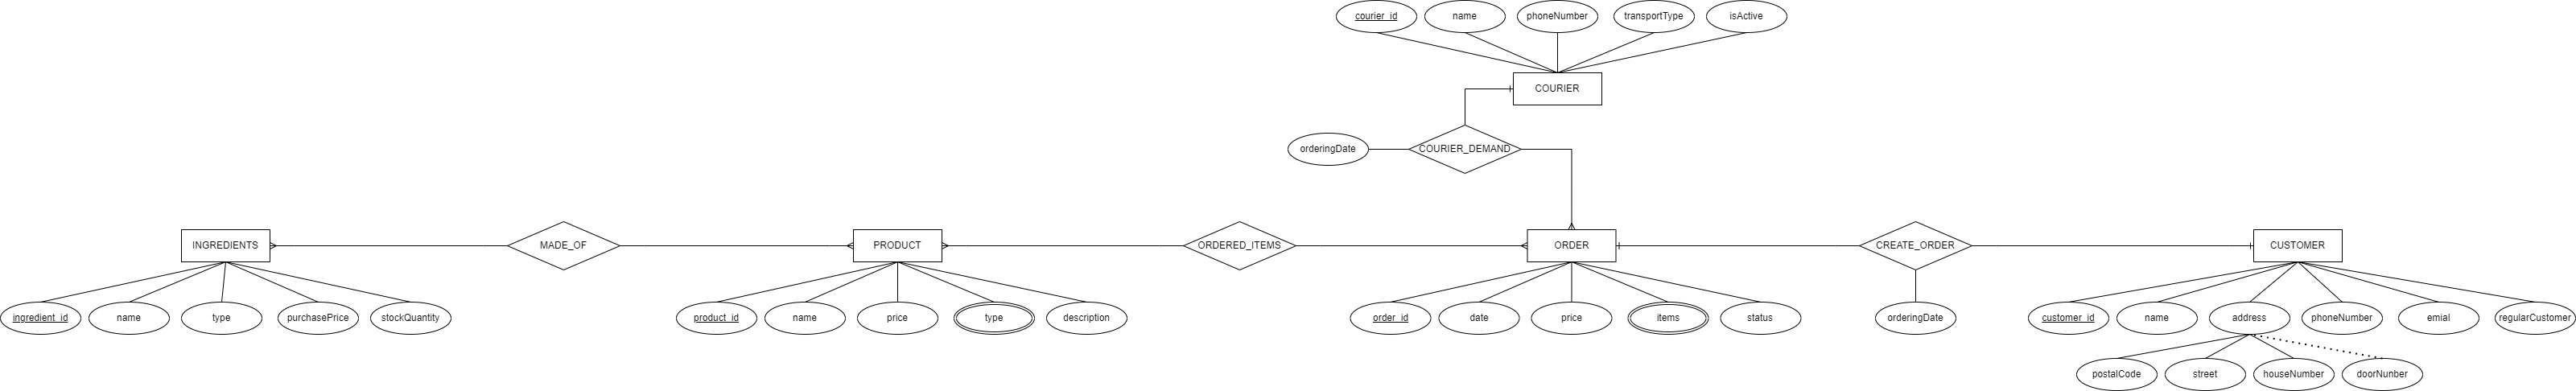 courier_id
name
phoneNumber
transportType
isActive
COURIER
orderingDate
COURIER_DEMAND
INGREDIENTS
MADE_OF
PRODUCT
ORDERED_ITEMS
ORDER
CREATE_ORDER
CUSTOMER
ingredient_id
name
type
purchasePrice
stockQuantity
product_id
name
price
type
description
order_id
date
price
items
status
orderingDate
customer_id
name
address
phoneNumber
emial
regularCustomer
postalCode
street
houseNumber
doorNunber